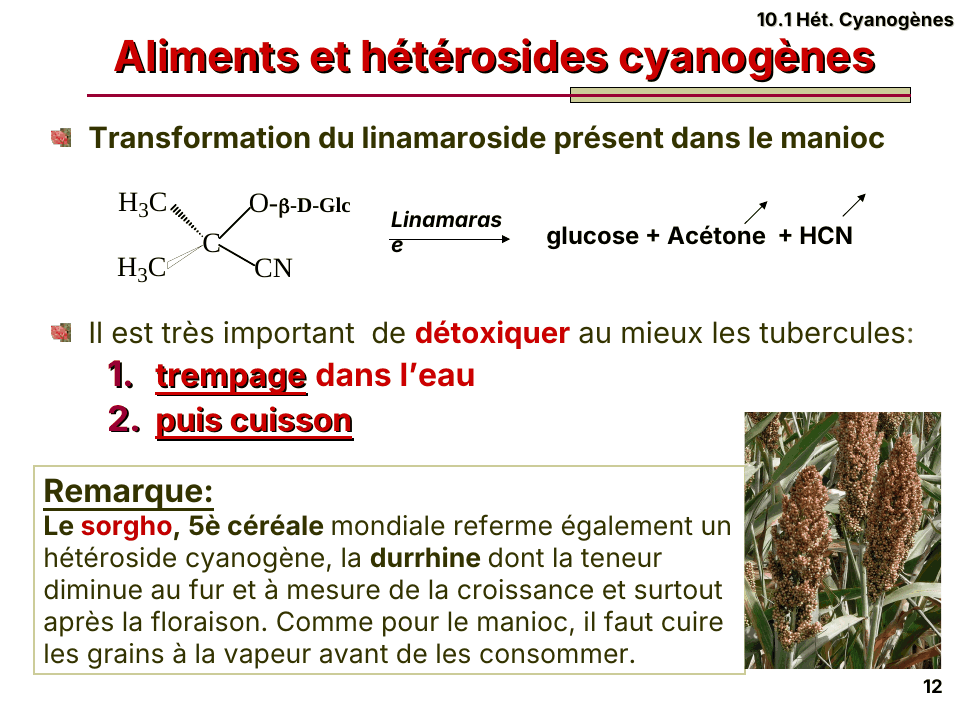 10.1 Hét. Cyanogènes
Aliments et hétérosides cyanogènes
Transformation du linamaroside présent dans le manioc
H3C
O-β-D-Glc
C
H3C
CN
Linamaras
e
glucose + Acétone + HCN
Il est très important de détoxiquer au mieux les tubercules:
1. trempage dans l’eau
2. puis cuisson
Remarque:
Le sorgho, 5è céréale mondiale referme également un
hétéroside cyanogène, la durrhine dont la teneur
diminue au fur et à mesure de la croissance et surtout
après la floraison. Comme pour le manioc, il faut cuire
les grains à la vapeur avant de les consommer.
12